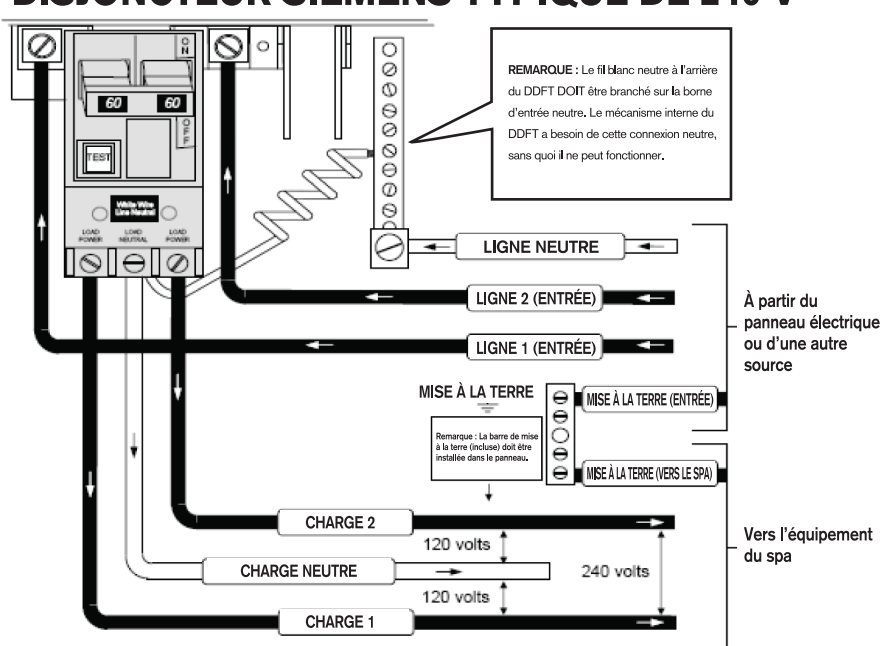 DISJONCTEUR SIEMENS TYPIQUE DE 240 V
ON
60 60
OFF
TEST
White Wire
Line Neutral
LOAD POWER
LOAD NEUTRAL
LOAD POWER
REMARQUE : Le fil blanc neutre à l'arrière
du DDFT DOIT être branché sur la borne
d'entrée neutre. Le mécanisme interne du
DDFT a besoin de cette connexion neutre,
sans quoi il ne peut fonctionner.
LIGNE NEUTRE
LIGNE 2 (ENTRÉE)
LIGNE 1 (ENTRÉE)
À partir du
panneau électrique
ou d'une autre
source
MISE À LA TERRE
MISE À LA TERRE (ENTRÉE)
Remarque : La barre de mise
à la terre (incluse) doit être
installée dans le panneau.
MISE À LA TERRE (VERS LE SPA)
CHARGE 2
120 volts
CHARGE NEUTRE
240 volts
120 volts
CHARGE 1
Vers l'équipement
du spa